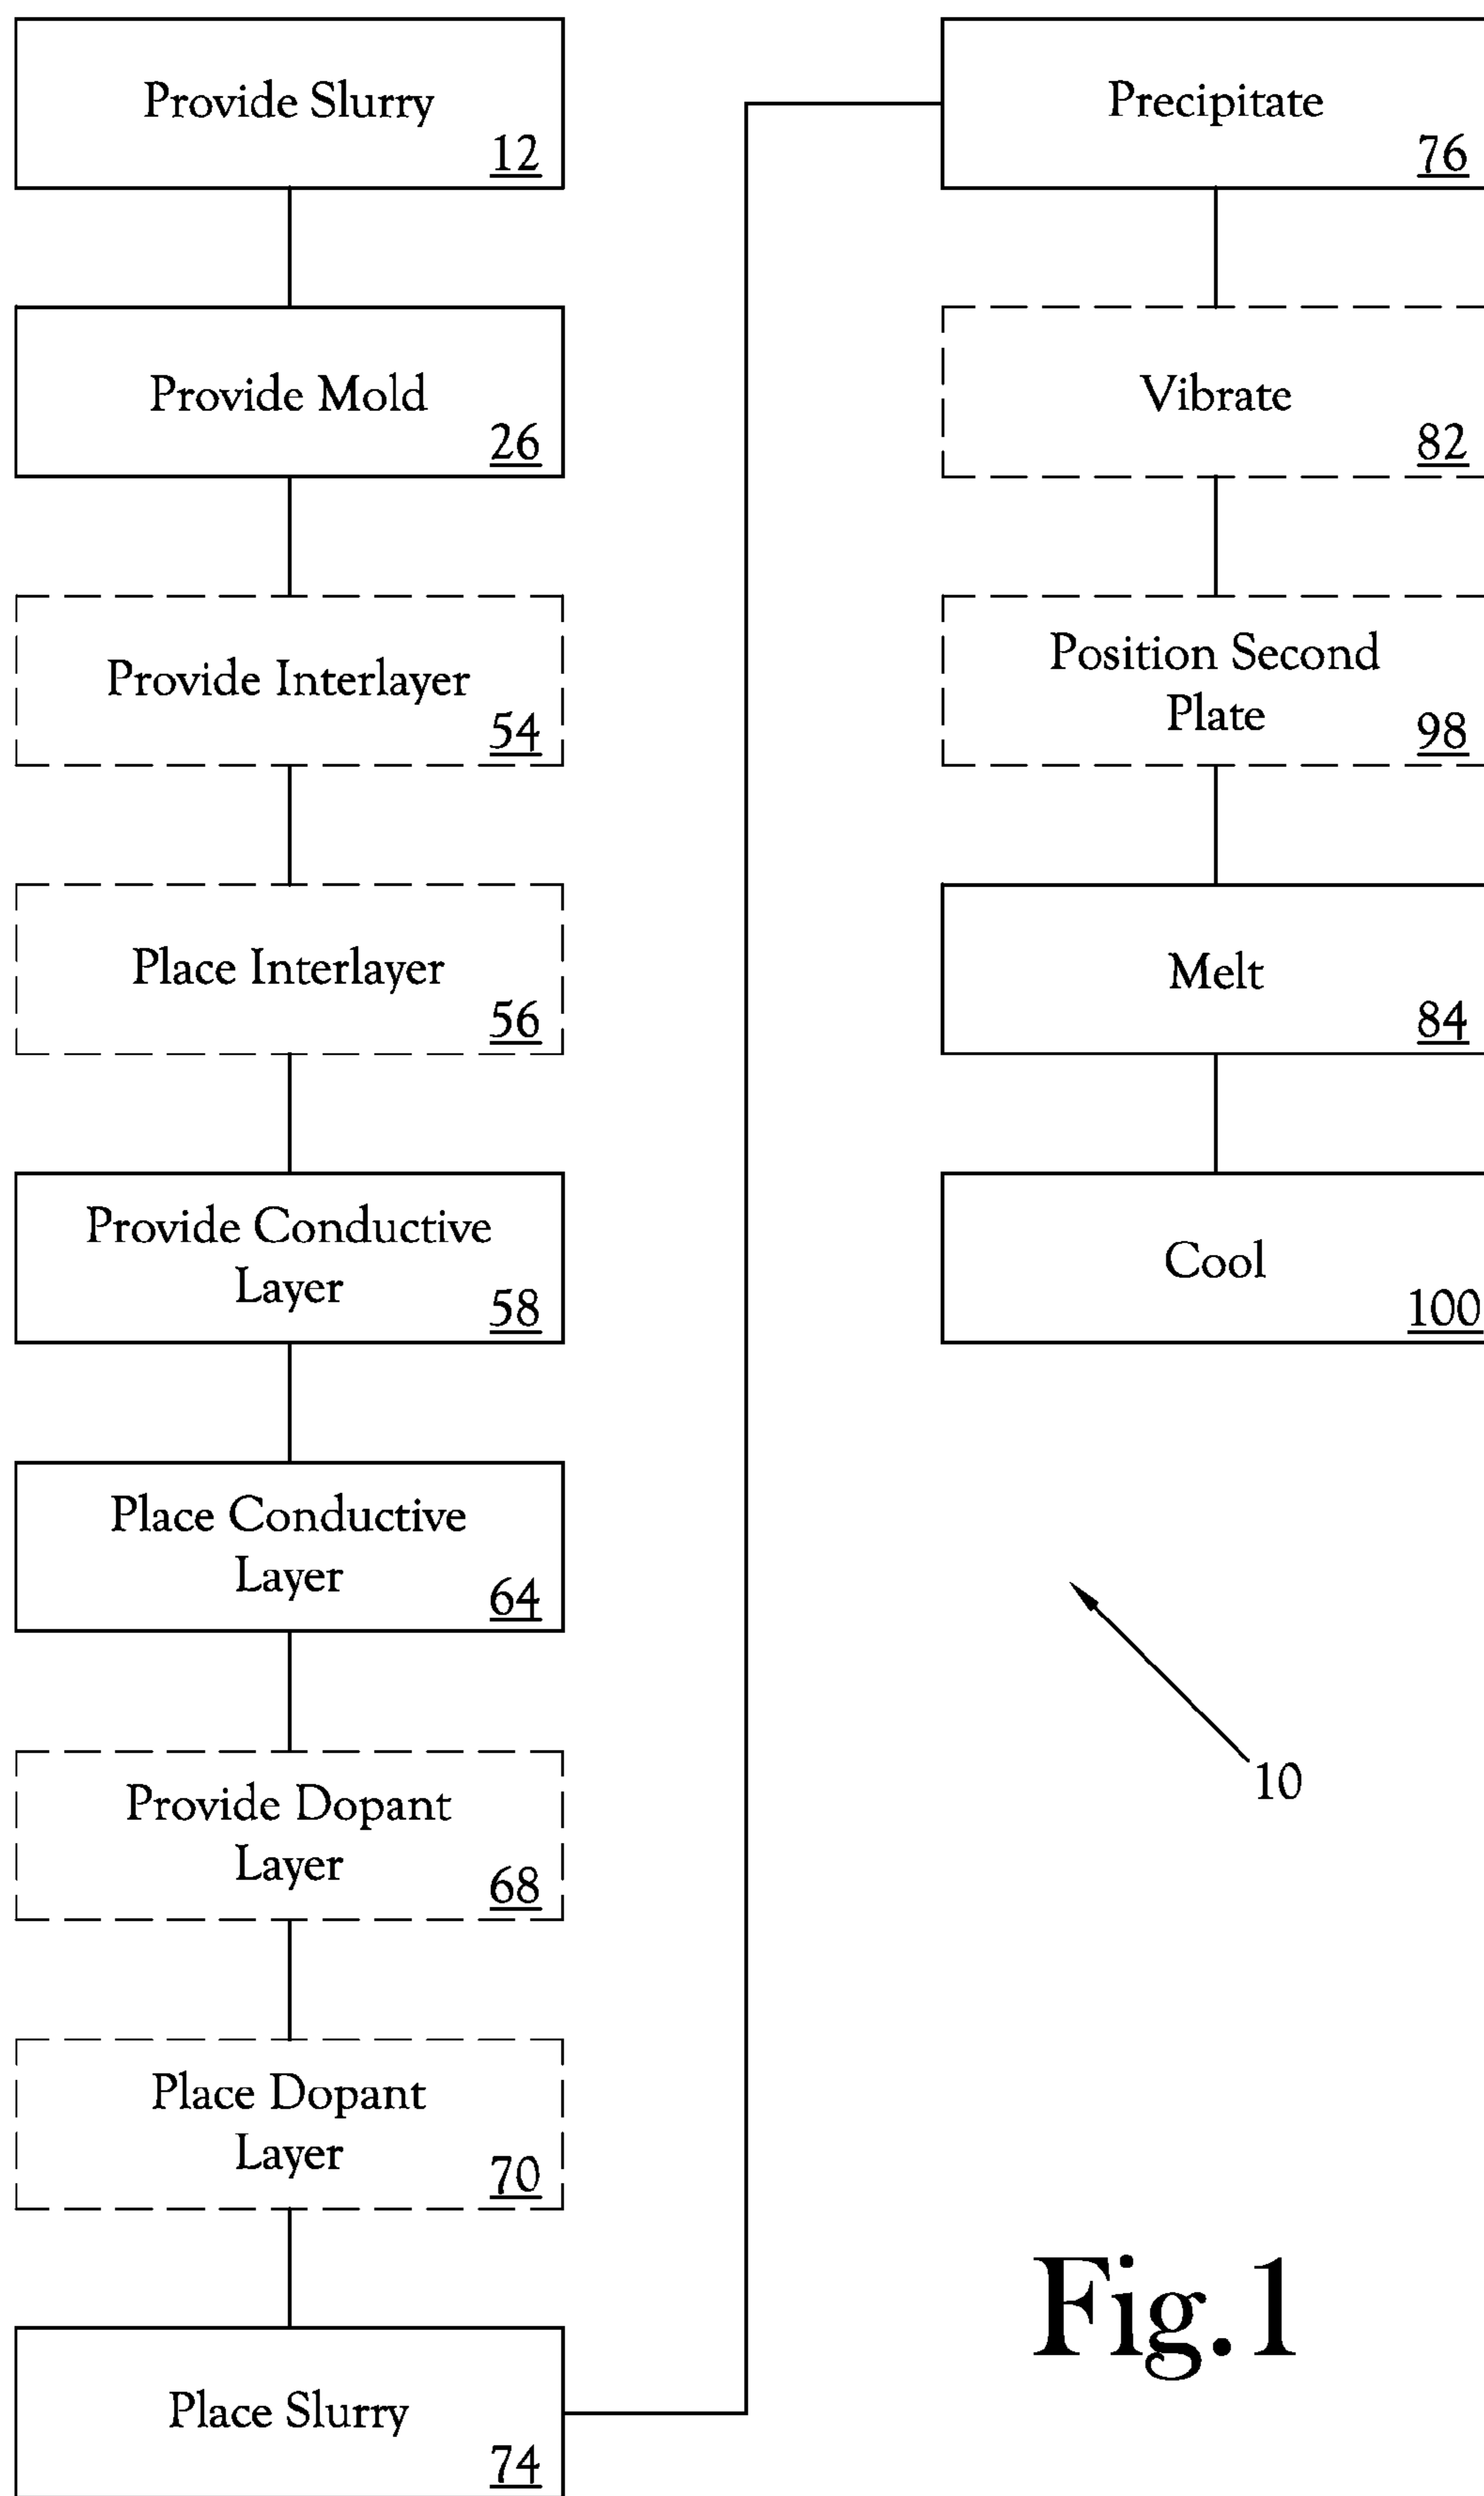 Provide Slurry
12
Provide Mold
26
Provide Interlayer
54
Place Interlayer
56
Provide Conductive
Layer
58
Place Conductive
Layer
64
Provide Dopant
Layer
68
Place Dopant
Layer
70
Place Slurry
74
Precipitate
76
Vibrate
82
Position Second
Plate
98
Melt
84
Cool
100
10
Fig.1